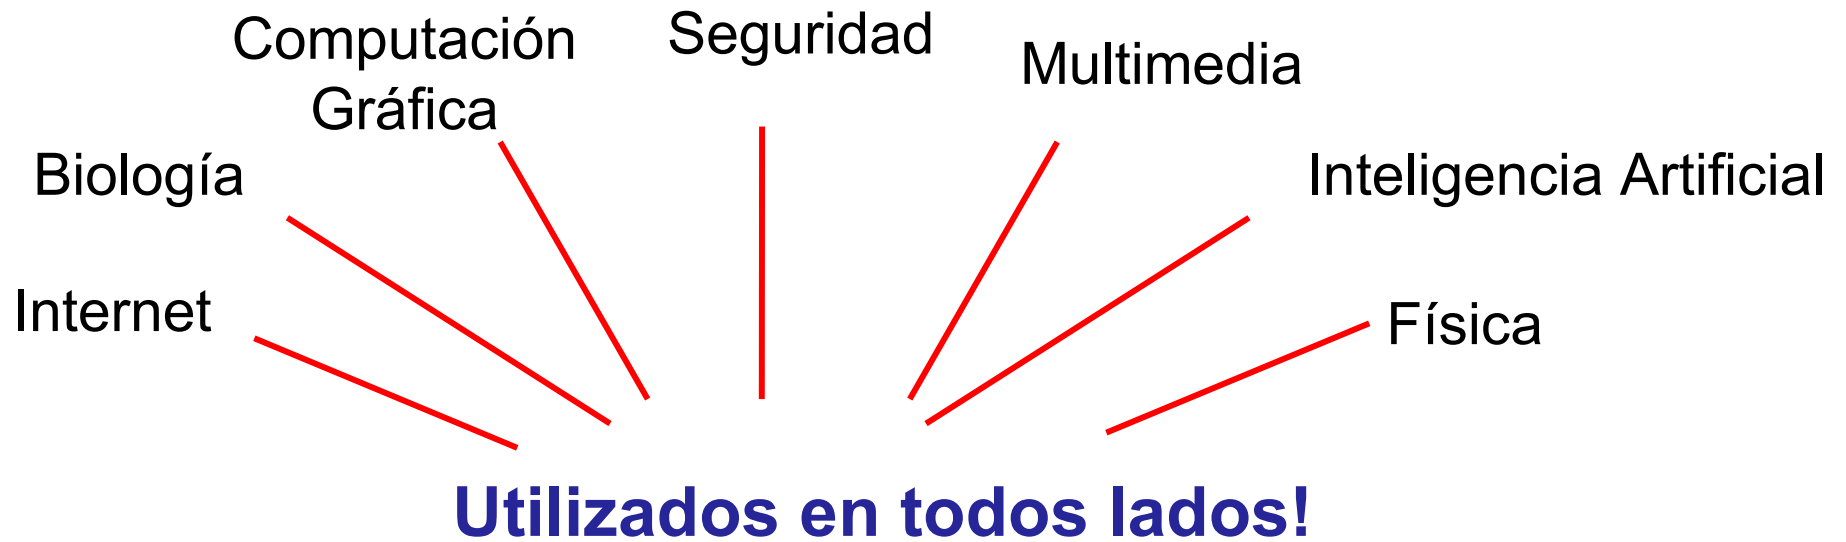 Computación
Gráfica
Seguridad
Multimedia
Biología
Inteligencia Artificial
Internet
Física
Utilizados en todos lados!